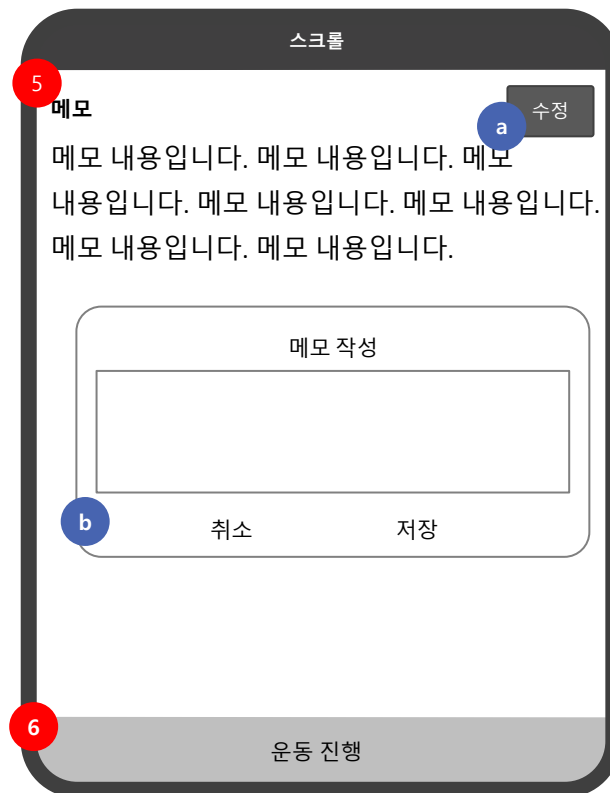 스크롤
5
메모
수정
a
메모 내용입니다. 메모 내용입니다. 메모
내용입니다. 메모 내용입니다. 메모 내용입니다.
메모 내용입니다. 메모 내용입니다.
메모 작성
b
취소
저장
6
운동 진행